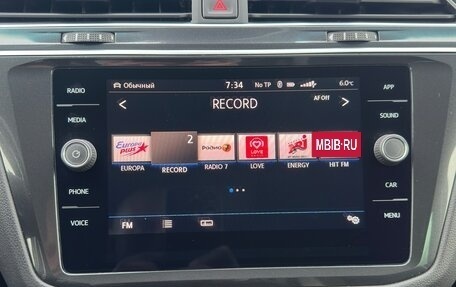 Обычный 7:34 No TP 6.0°C
RADIO
APP
< RECORD >
AF Off
MEDIA
SOUND
2
Europa plus
Радио
LOVE
ENERGY
MBIB·RU
EUROPA RECORD RADIO 7 LOVE ENERGY HIT FM
PHONE
CAR
VOICE
FM
MENU